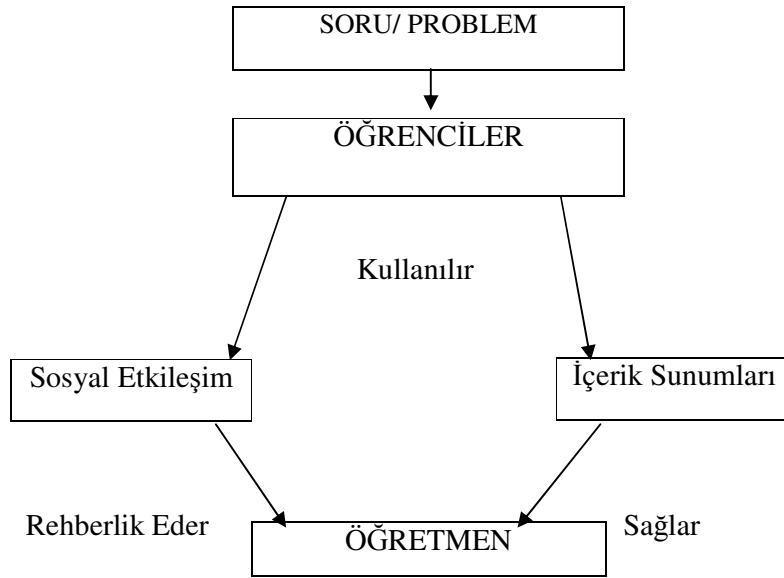 SORU/ PROBLEM
ÖĞRENCİLER
Kullanılır
Sosyal Etkileşim
İçerik Sunumları
Rehberlik Eder
ÖĞRETMEN
Sağlar